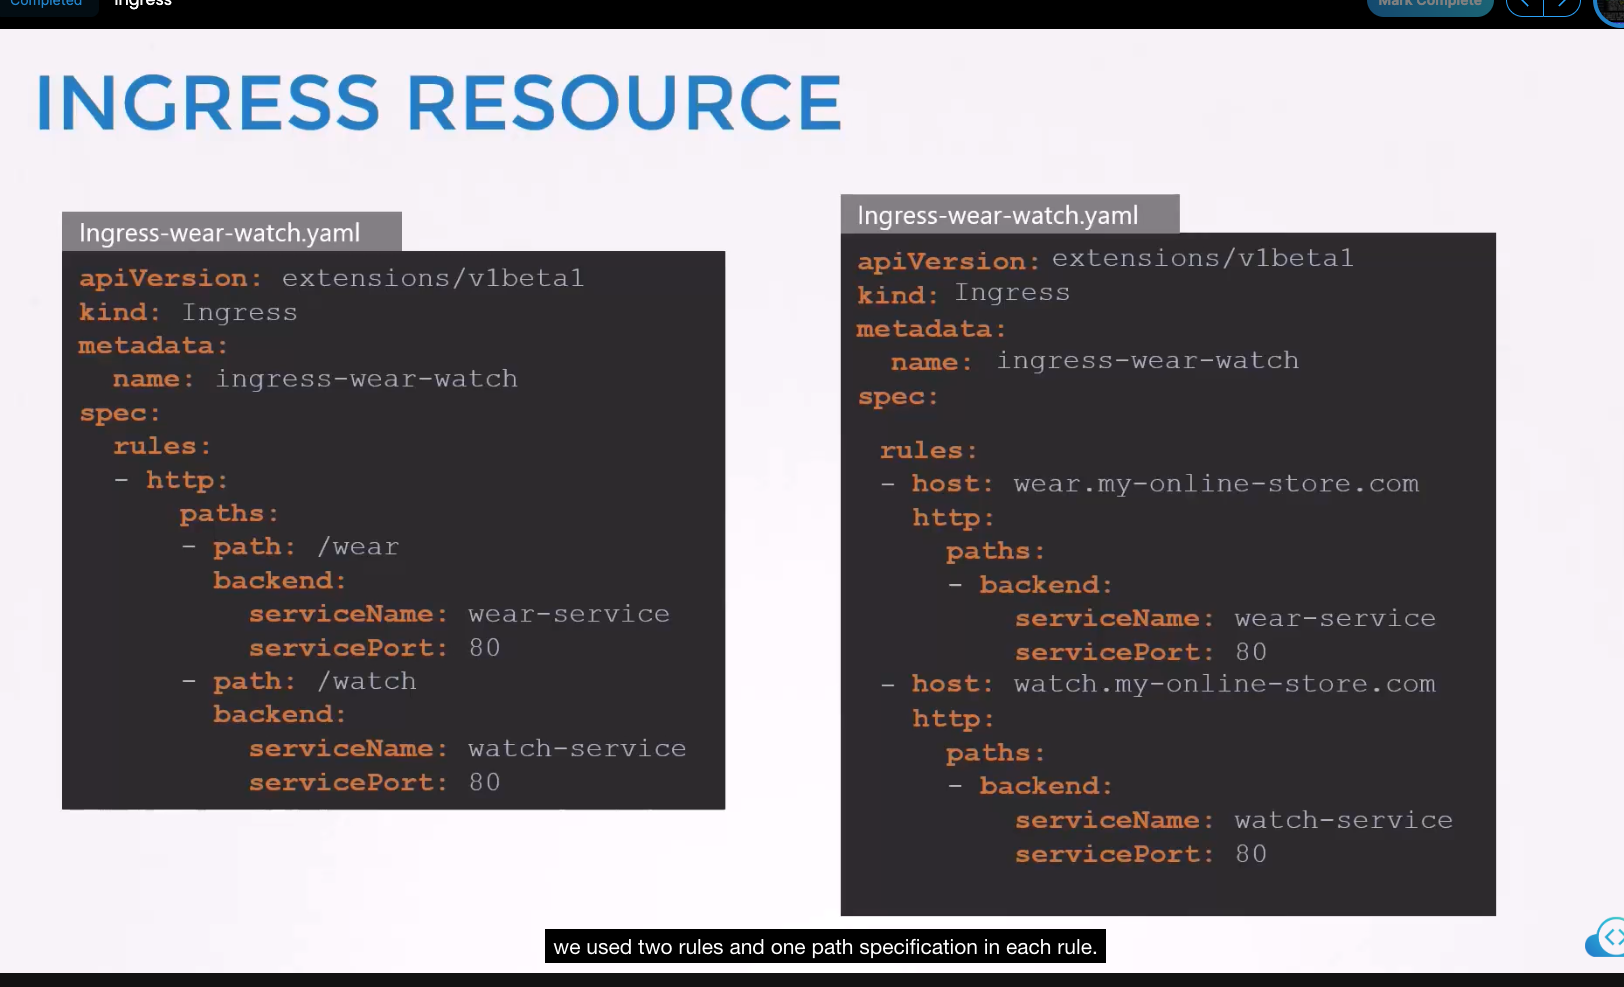 Completed
Ingress
Mark Complete
INGRESS RESOURCE
Ingress-wear-watch.yaml
apiVersion: extensions/v1beta1
kind: Ingress
metadata:
  name: ingress-wear-watch
spec:
  rules:
  - http:
      paths:
      - path: /wear
        backend:
          serviceName: wear-service
          servicePort: 80
      - path: /watch
        backend:
          serviceName: watch-service
          servicePort: 80
Ingress-wear-watch.yaml
apiVersion: extensions/v1beta1
kind: Ingress
metadata:
  name: ingress-wear-watch
spec:
  rules:
  - host: wear.my-online-store.com
    http:
      paths:
      - backend:
          serviceName: wear-service
          servicePort: 80
  - host: watch.my-online-store.com
    http:
      paths:
      - backend:
          serviceName: watch-service
          servicePort: 80
we used two rules and one path specification in each rule.